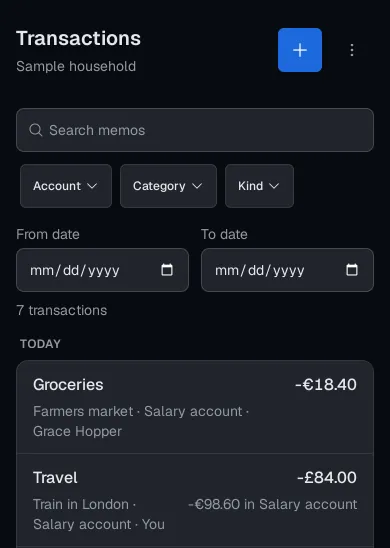 Transactions
Sample household
Search memos
Account
Category
Kind
From date
To date
mm/dd/yyyy
mm/dd/yyyy
7 transactions
TODAY
Groceries
-€18.40
Farmers market · Salary account ·
Grace Hopper
Travel
-£84.00
Train in London ·
-€98.60 in Salary account
Salary account · You